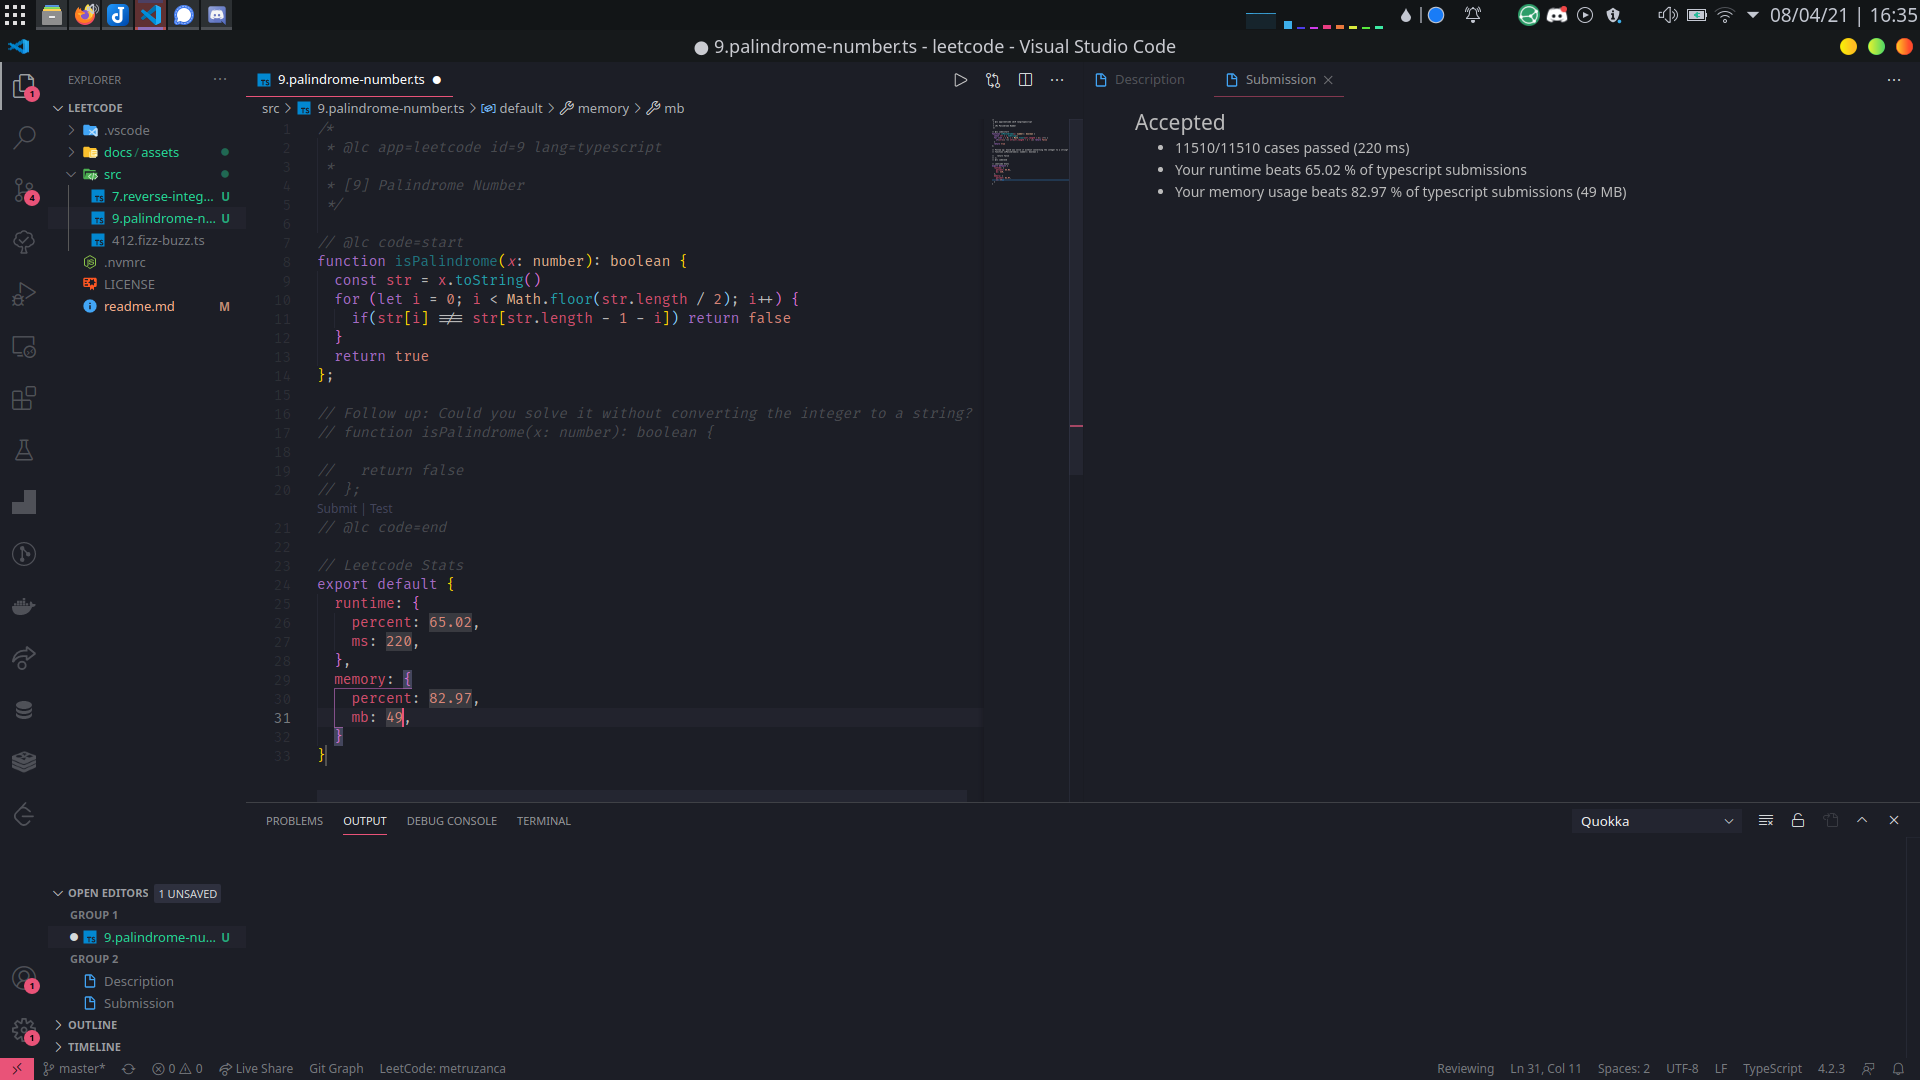 08/04/21 | 16:35
9.palindrome-number.ts - leetcode - Visual Studio Code
EXPLORER
LEETCODE
.vscode
docs/assets
src
7.reverse-integ... U
9.palindrome-n... U
412.fizz-buzz.ts
.nvmrc
LICENSE
readme.md M
1
4
9.palindrome-number.ts
src > 9.palindrome-number.ts > default > memory > mb
1 /*
2  * @lc app=leetcode id=9 lang=typescript
3  *
4  * [9] Palindrome Number
5  */
6
7 // @lc code=start
8 function isPalindrome(x: number): boolean {
9   const str = x.toString()
10   for (let i = 0; i < Math.floor(str.length / 2); i++) {
11     if(str[i] !== str[str.length - 1 - i]) return false
12   }
13   return true
14 };
15
16 // Follow up: Could you solve it without converting the integer to a string?
17 // function isPalindrome(x: number): boolean {
18
19 //   return false
20 // };
Submit | Test
21 // @lc code=end
22
23 // Leetcode Stats
24 export default {
25   runtime: {
26     percent: 65.02,
27     ms: 220,
28   },
29   memory: {
30     percent: 82.97,
31     mb: 49,
32   }
33 }
Description
Submission
Accepted
11510/11510 cases passed (220 ms)
Your runtime beats 65.02 % of typescript submissions
Your memory usage beats 82.97 % of typescript submissions (49 MB)
PROBLEMS OUTPUT DEBUG CONSOLE TERMINAL
Quokka
OPEN EDITORS 1 UNSAVED
GROUP 1
9.palindrome-nu... U
GROUP 2
Description
Submission
OUTLINE
TIMELINE
1
1
master* 0 0 Live Share Git Graph LeetCode: metruzanca
Reviewing Ln 31, Col 11 Spaces: 2 UTF-8 LF TypeScript 4.2.3